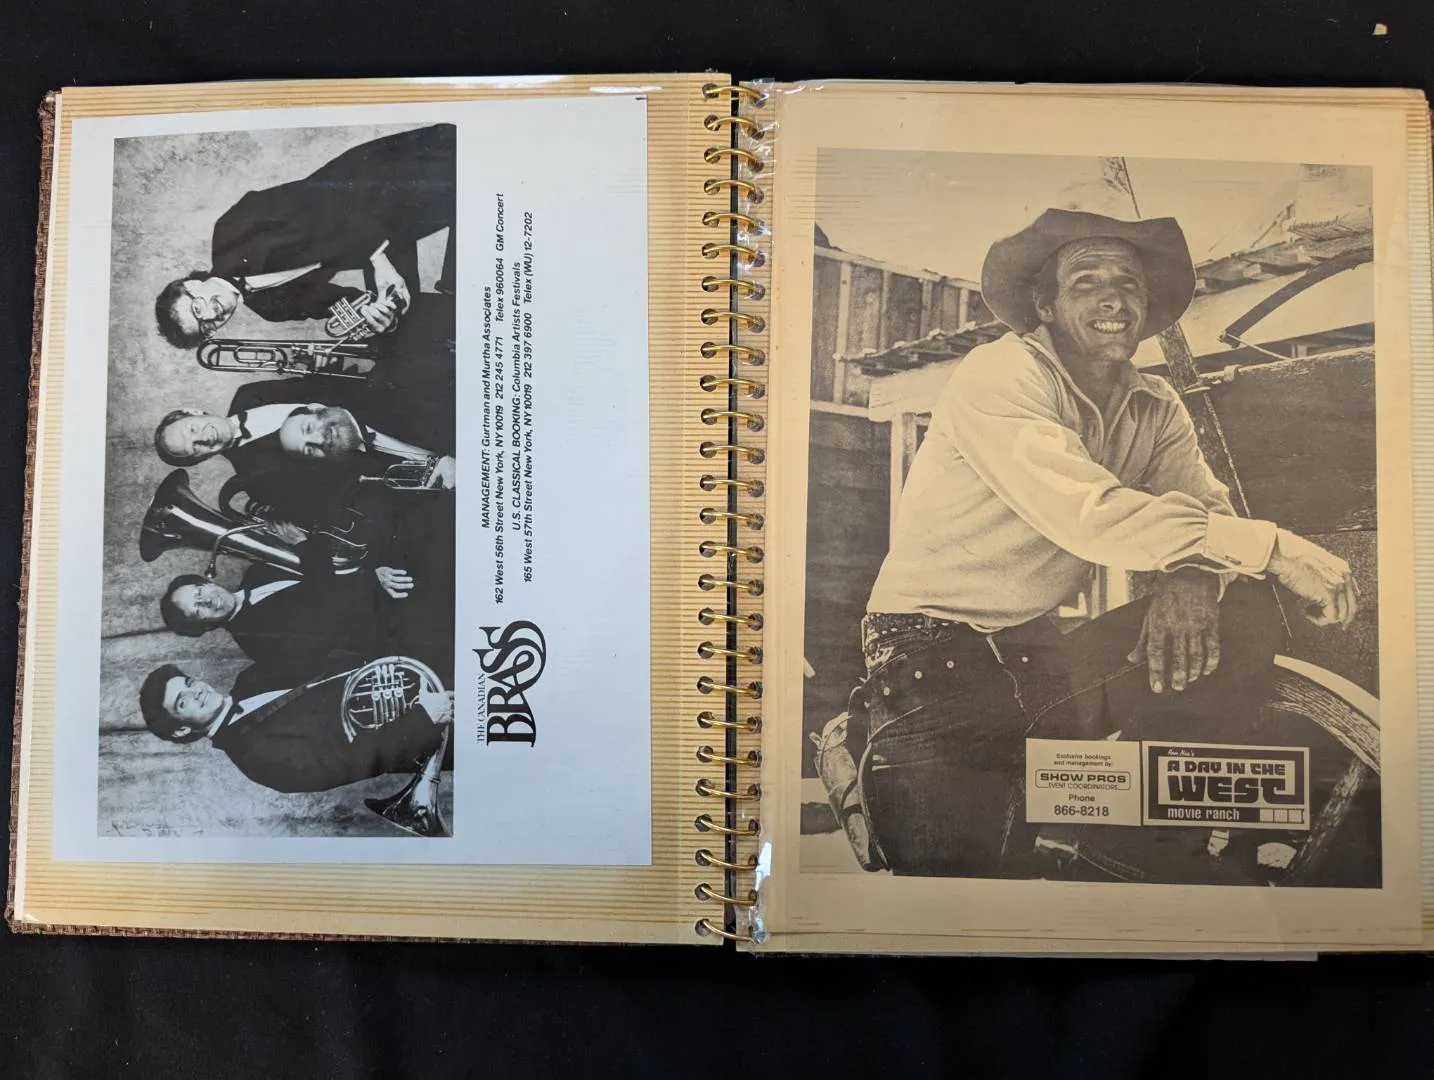 MANAGEMENT: Gurtman and Murtha Associates
162 West 56th Street New York, NY 10019 212 245 4771 Telex 960064 GM Concert
U.S. CLASSICAL BOOKING: Columbia Artists Festivals
165 West 57th Street New York, NY 10019 212 397 6900 Telex (WU) 12-7202
THE CANADIAN
BRASS
Exclusive bookings
and management by:
SHOW PROS
EVENT COORDINATORS
Phone
866-8218
Ron Nix's
A DAY IN THE
WEST
movie ranch